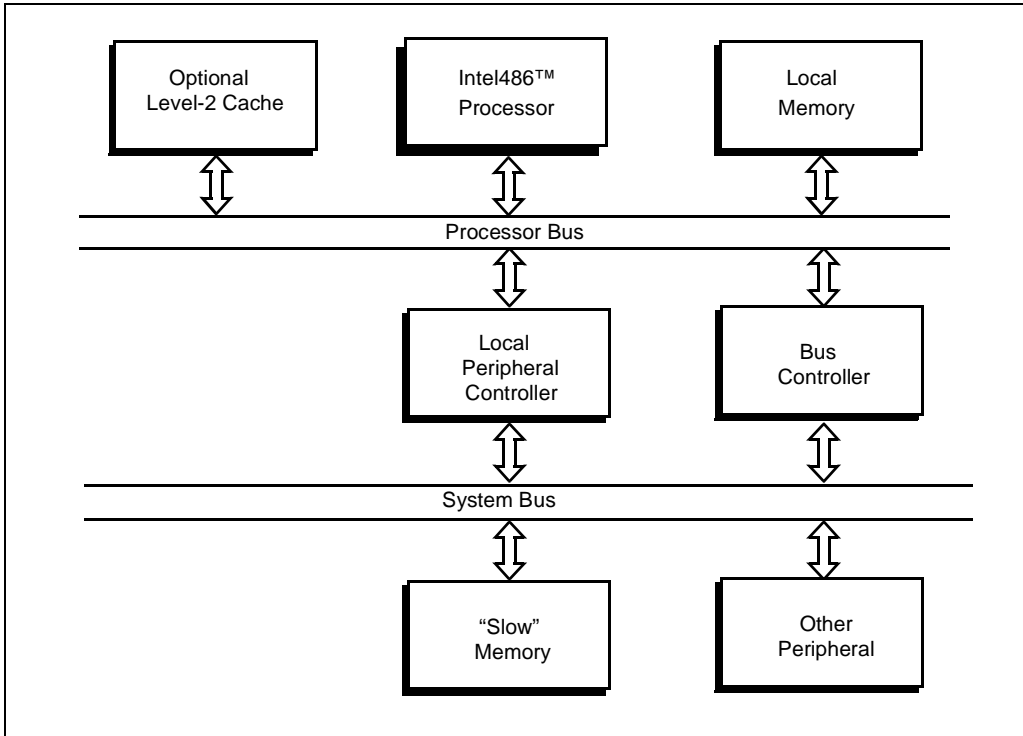 Optional
Level-2 Cache
Intel486™
Processor
Local
Memory
Processor Bus
Local
Peripheral
Controller
Bus
Controller
System Bus
“Slow”
Memory
Other
Peripheral